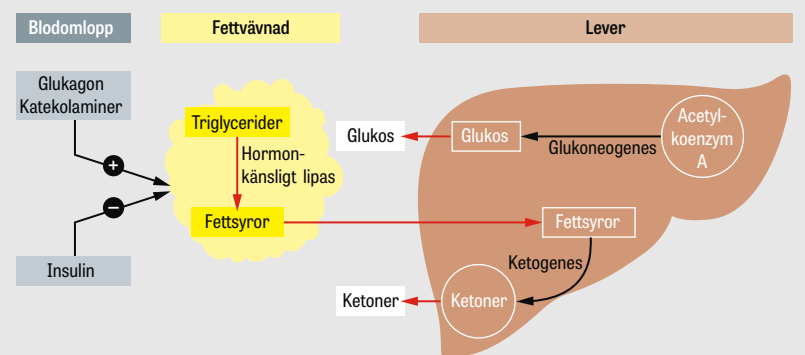 Blodomlopp
Fettvävnad
Lever
Glukagon
Katekolaminer
+
–
Insulin
Triglycerider
Hormon-
känsligt lipas
Fettsyror
Glukos
Glukos
Glukoneogenes
Acetyl-
koenzym
A
Fettsyror
Ketogenes
Ketoner
Ketoner